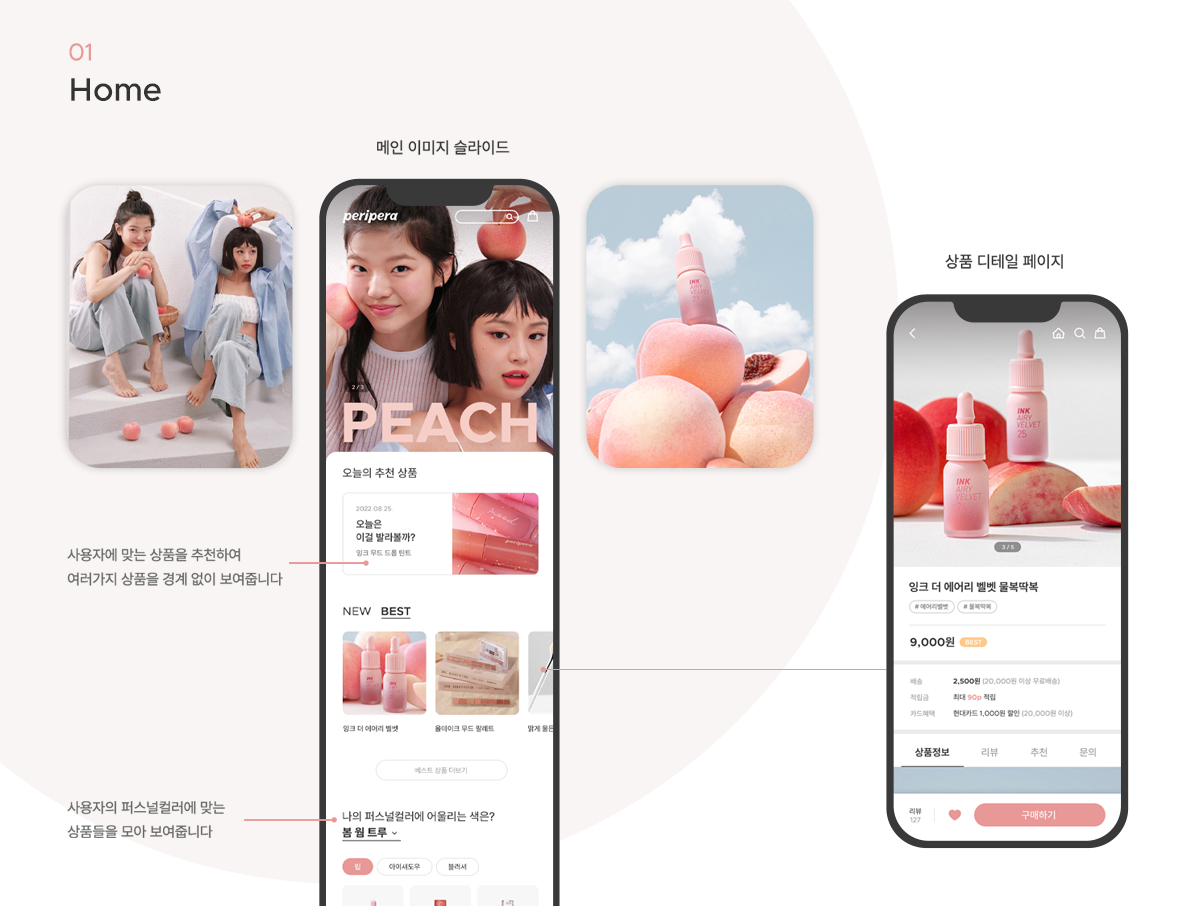 01
Home
메인 이미지 슬라이드
peripera
2 / 3
PEACH
오늘의 추천 상품
2022.08.25.
오늘은
이걸 발라볼까?
잉크 무드 드롭 틴트
peripera
사용자에 맞는 상품을 추천하여
여러가지 상품을 경계 없이 보여줍니다
NEW BEST
잉크 더 에어리 벨벳
올테이크 무드 팔레트
맑게 물든
베스트 상품 더보기
사용자의 퍼스널컬러에 맞는
상품들을 모아 보여줍니다
나의 퍼스널컬러에 어울리는 색은?
봄 웜 트루
립
아이섀도우
블러셔
INK
AIRY
VELVET
상품 디테일 페이지
INK
AIRY
VELVET
25
INK
AIRY
VELVET
3 / 5
잉크 더 에어리 벨벳 물복딱복
# 에어리벨벳 # 물복딱복
9,000원 BEST
배송 2,500원 (20,000원 이상 무료배송)
적립금 최대 90p 적립
카드혜택 현대카드 1,000원 할인 (20,000원 이상)
상품정보 리뷰 추천 문의
리뷰
127
구매하기